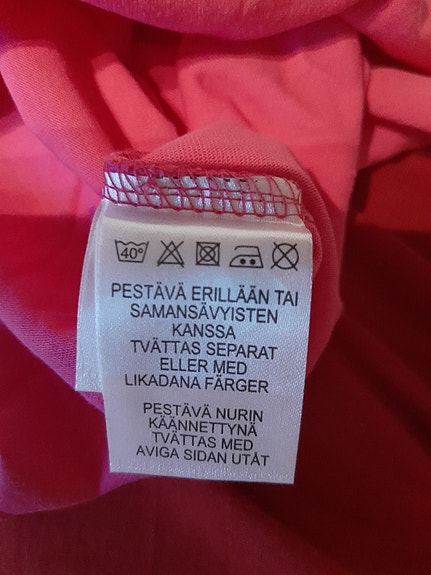 40°
PESTÄVÄ ERILLÄÄN TAI
SAMANSÄVYISTEN
KANSSA
TVÄTTAS SEPARAT
ELLER MED
LIKADANA FÄRGER
PESTÄVÄ NURIN
KÄÄNNETTYNÄ
TVÄTTAS MED
AVIGA SIDAN UTÅT